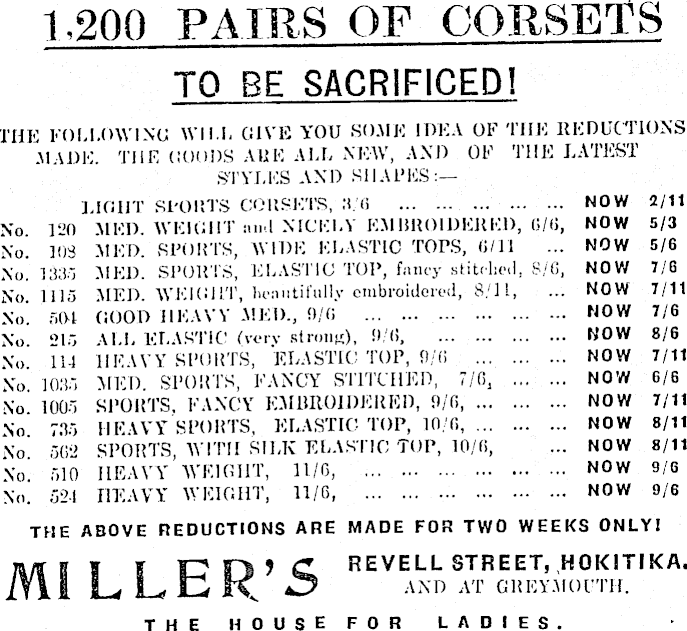 1,200 PAIRS OF CORSETS
TO BE SACRIFICED!
THE FOLLOWING WILL GIVE YOU SOME IDEA OF THE REDUCTIONS
MADE. THE GOODS ARE ALL NEW, AND OF THE LATEST
STYLES AND SHAPES:—
LIGHT SPORTS CORSETS, 3/6 ... ... ... ... ... NOW 2/11
No. 120 MED. WEIGHT and NICELY EMBROIDERED, 6/6, NOW 5/3
No. 108 MED. SPORTS, WIDE ELASTIC TOPS, 6/11 ... NOW 5/6
No. 1335 MED. SPORTS, ELASTIC TOP, fancy stitched, 8/6, NOW 7/6
No. 1115 MED. WEIGHT, beautifully embroidered, 8/11, ... NOW 7/11
No. 504 GOOD HEAVY MED., 9/6 ... ... ... ... ... NOW 7/6
No. 215 ALL ELASTIC (very strong), 9/6, ... ... ... ... NOW 8/6
No. 114 HEAVY SPORTS, ELASTIC TOP, 9/6 ... ... ... NOW 7/11
No. 1035 MED. SPORTS, FANCY STITCHED, 7/6, ... ... NOW 6/6
No. 1005 SPORTS, FANCY EMBROIDERED, 9/6, ... ... ... NOW 7/11
No. 735 HEAVY SPORTS, ELASTIC TOP, 10/6, ... ... ... NOW 8/11
No. 562 SPORTS, WITH SILK ELASTIC TOP, 10/6, ... NOW 8/11
No. 510 HEAVY WEIGHT, 11/6, ... ... ... ... ... NOW 9/6
No. 524 HEAVY WEIGHT, 11/6, ... ... ... ... ... NOW 9/6
THE ABOVE REDUCTIONS ARE MADE FOR TWO WEEKS ONLY!
MILLER'S REVELL STREET, HOKITIKA.
AND AT GREYMOUTH.
THE HOUSE FOR LADIES.